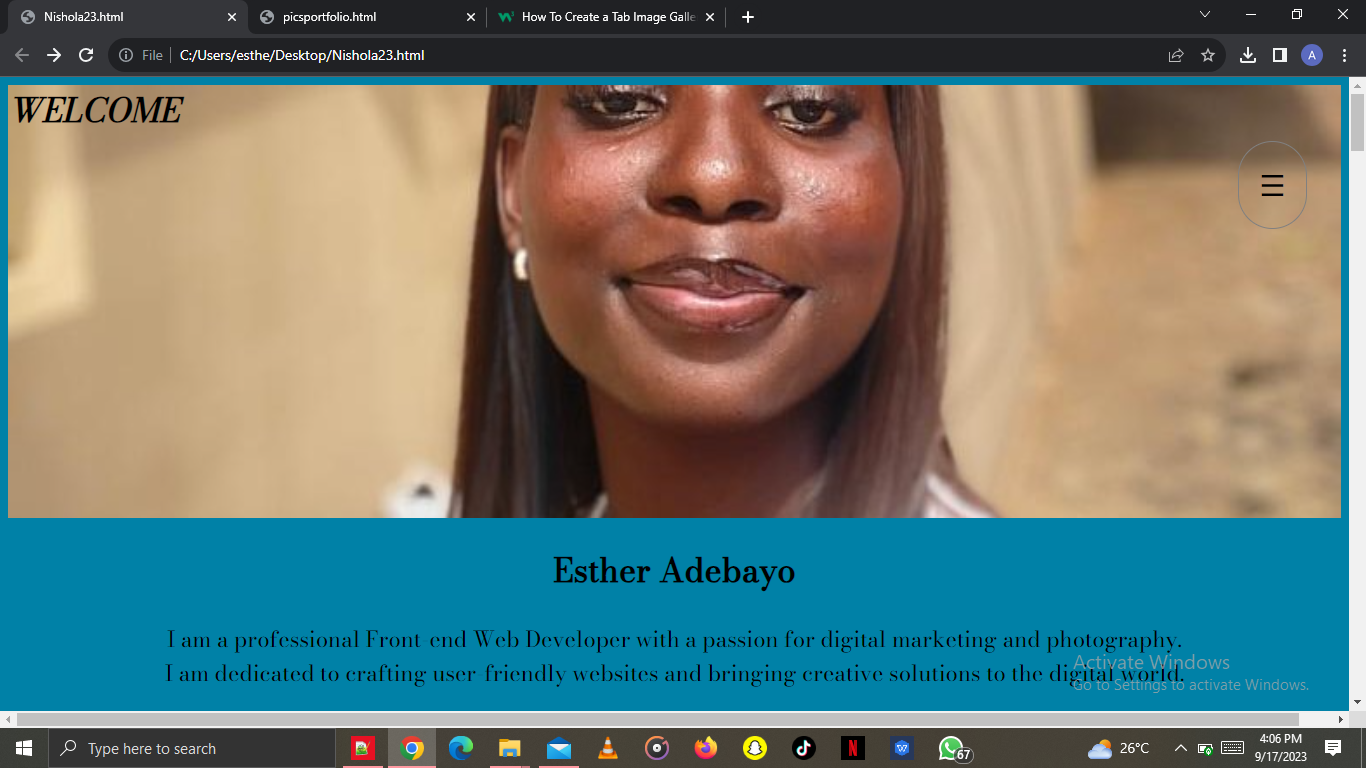 Nishola23.html
picsportfolio.html
How To Create a Tab Image Galle
File
C:/Users/esthe/Desktop/Nishola23.html
A
WELCOME
Esther Adebayo
I am a professional Front-end Web Developer with a passion for digital marketing and photography.
I am dedicated to crafting user-friendly websites and bringing creative solutions to the digital world.
Activate Windows
Go to Settings to activate Windows.
Type here to search
N
67
26°C
4:06 PM
9/17/2023